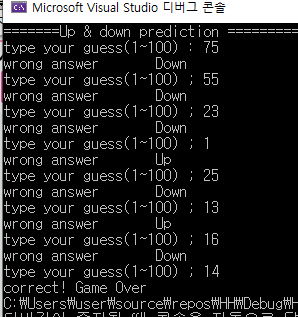 Microsoft Visual Studio 디버그 콘솔
=======Up & down prediction ==========
type your guess(1~100) : 75
wrong answer Down
type your guess(1~100) ; 55
wrong answer Down
type your guess(1~100) ; 23
wrong answer Down
type your guess(1~100) ; 1
wrong answer Up
type your guess(1~100) ; 25
wrong answer Down
type your guess(1~100) ; 13
wrong answer Up
type your guess(1~100) ; 16
wrong answer Down
type your guess(1~100) ; 14
correct! Game Over
C:₩Users₩user₩source₩repos₩HH₩Debug₩H